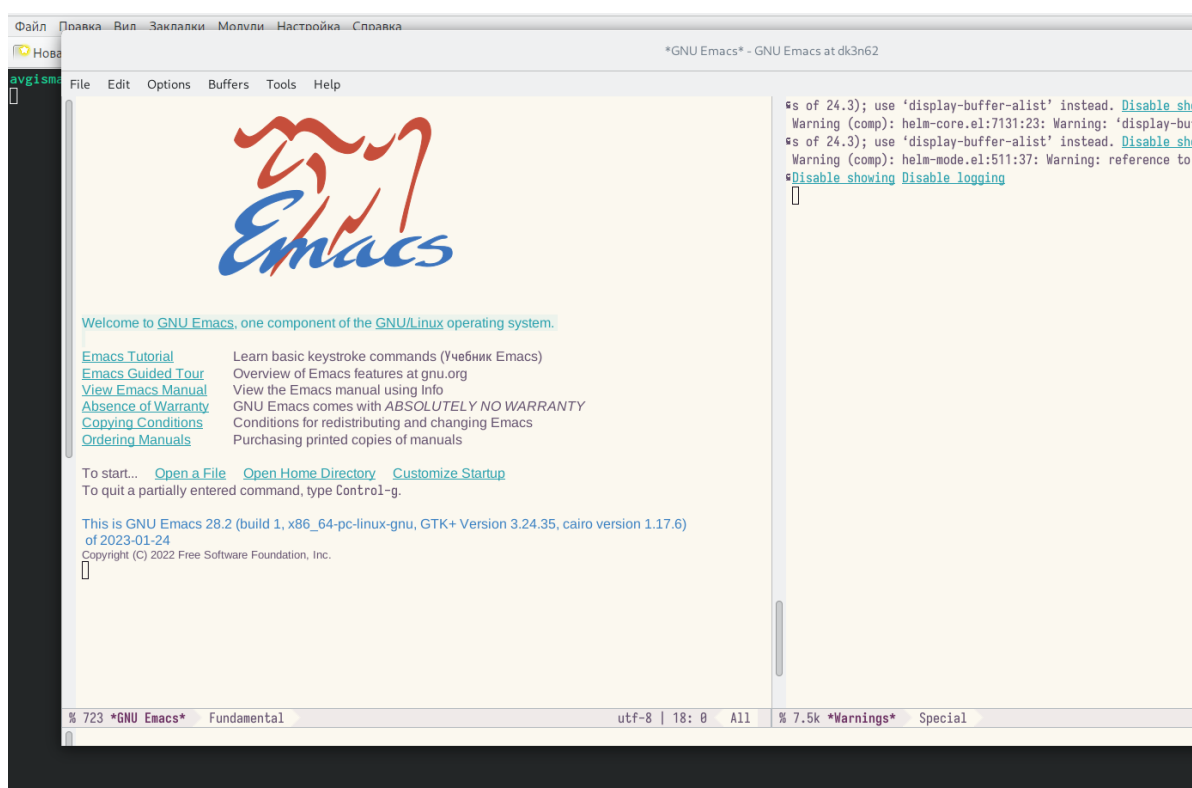 Файл Правка Вид Закладки Модули Настройка Справка
*GNU Emacs* - GNU Emacs at dk3n62
File Edit Options Buffers Tools Help
Emacs
Welcome to GNU Emacs, one component of the GNU/Linux operating system.
Emacs Tutorial Learn basic keystroke commands (Учебник Emacs)
Emacs Guided Tour Overview of Emacs features at gnu.org
View Emacs Manual View the Emacs manual using Info
Absence of Warranty GNU Emacs comes with ABSOLUTELY NO WARRANTY
Copying Conditions Conditions for redistributing and changing Emacs
Ordering Manuals Purchasing printed copies of manuals
To start... Open a File Open Home Directory Customize Startup
To quit a partially entered command, type Control-g.
This is GNU Emacs 28.2 (build 1, x86_64-pc-linux-gnu, GTK+ Version 3.24.35, cairo version 1.17.6)
of 2023-01-24
Copyright (C) 2022 Free Software Foundation, Inc.
% 723 *GNU Emacs* Fundamental utf-8 | 18: 0 All
s of 24.3); use ‘display-buffer-alist’ instead. Disable
Warning (comp): helm-core.el:7131:23: Warning:
s of 24.3); use ‘display-buffer-alist’ instead. Disable
Warning (comp): helm-mode.el:511:37: Warning: reference to
Disable showing Disable logging
% 7.5k *Warnings* Special